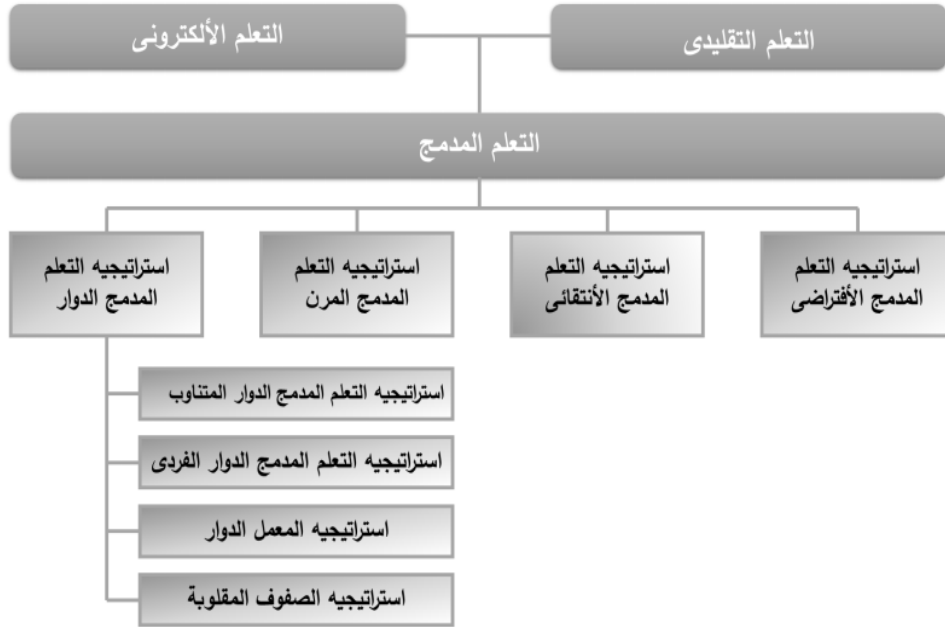 التعلم التقليدى
التعلم الألكترونى
التعلم المدمج
استراتيجيه التعلم
المدمج الأفتراضى
استراتيجيه التعلم
المدمج الأنتقائى
استراتيجيه التعلم
المدمج المرن
استراتيجيه التعلم
المدمج الدوار
استراتيجيه التعلم المدمج الدوار المتناوب
استراتيجيه التعلم المدمج الدوار الفردى
استراتيجيه المعمل الدوار
استراتيجيه الصفوف المقلوبة